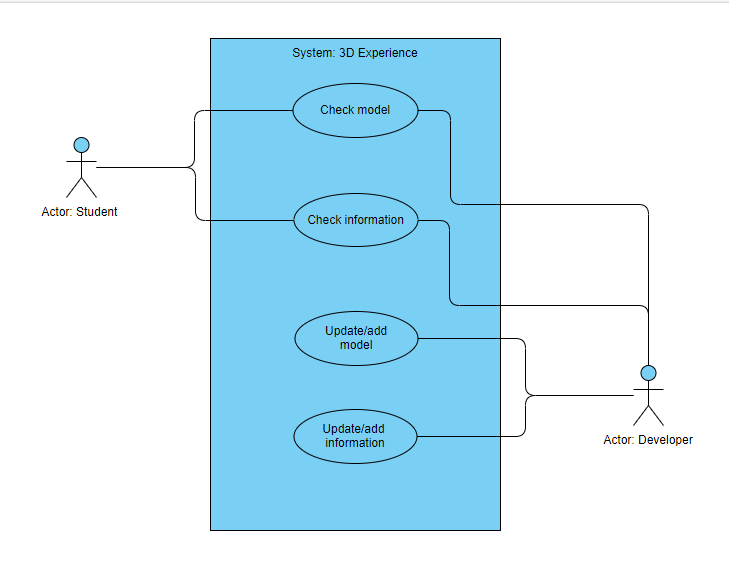 System: 3D Experience
Check model
Actor: Student
Check information
Update/add
model
Update/add
information
Actor: Developer